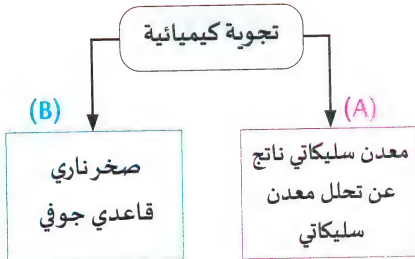 تجوية كيميائية
(A)
معدن سليكاتي ناتج
عن تحلل معدن
سليكاتي
(B)
صخر ناري
قاعدي جوفي